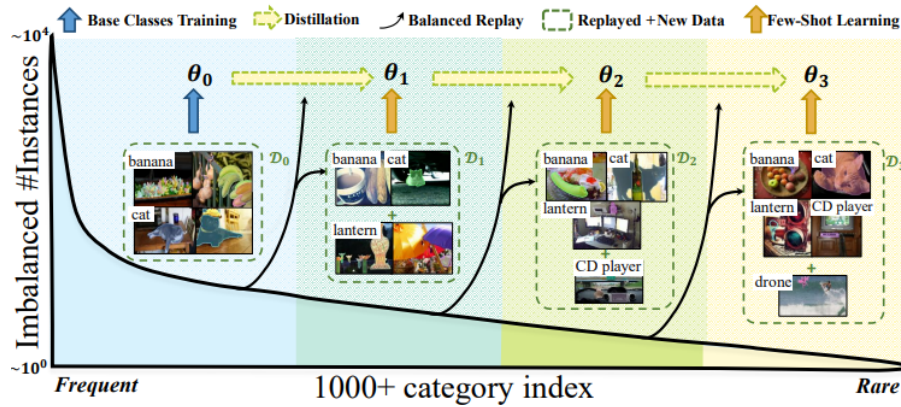 Base Classes Training
Distillation
Balanced Replay
Replayed +New Data
Few-Shot Learning
~10⁴
Imbalanced #Instances
~10⁰
θ₀
θ₁
θ₂
θ₃
banana
cat
D₀
banana cat
D₁
+
lantern
banana cat
D₂
lantern
+
CD player
banana cat
lantern CD player
+
drone
Frequent
1000+ category index
Rare